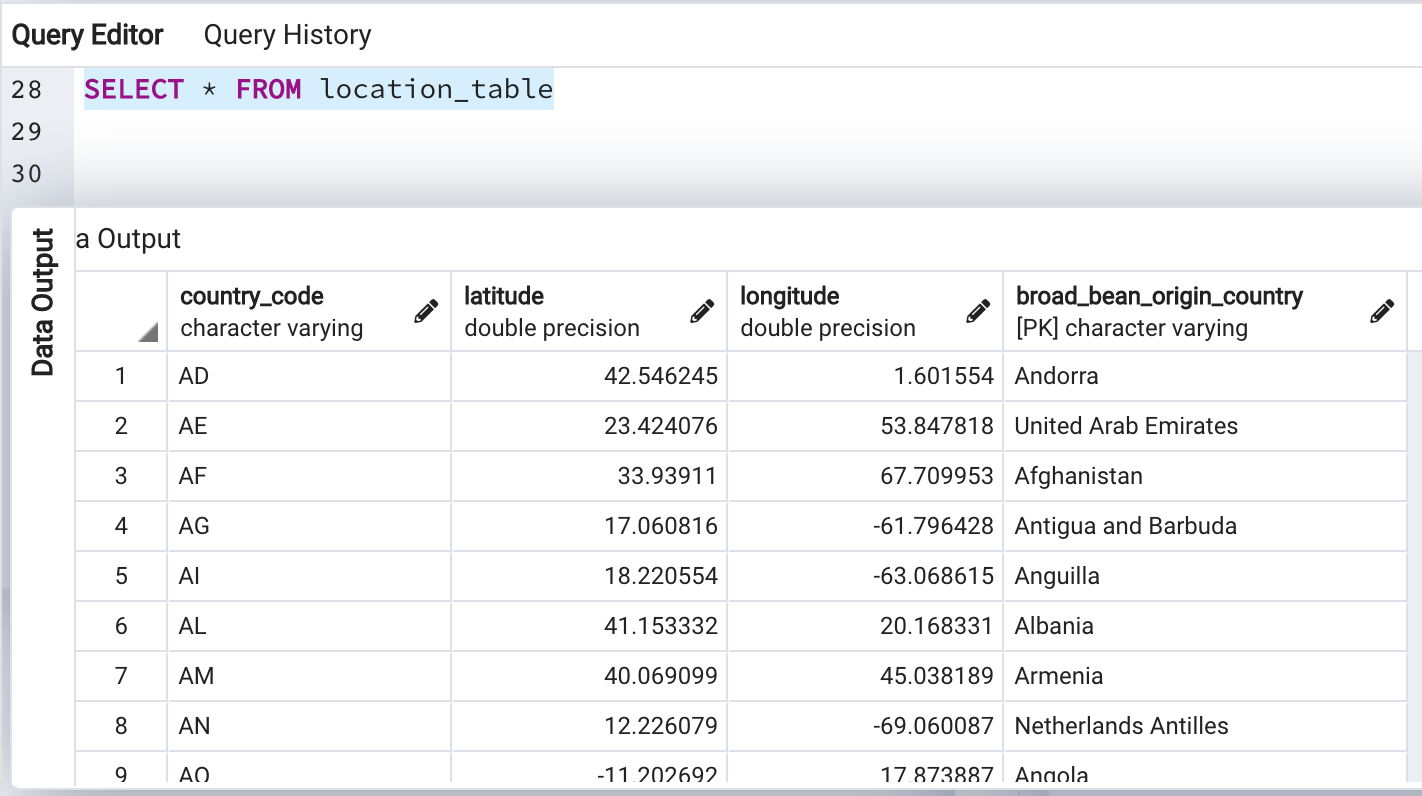 Query Editor Query History
28 SELECT * FROM location_table
29
30
Data Output
a Output
country_code latitude longitude broad_bean_origin_country
character varying double precision double precision [PK] character varying
1 AD 42.546245 1.601554 Andorra
2 AE 23.424076 53.847818 United Arab Emirates
3 AF 33.93911 67.709953 Afghanistan
4 AG 17.060816 -61.796428 Antigua and Barbuda
5 AI 18.220554 -63.068615 Anguilla
6 AL 41.153332 20.168331 Albania
7 AM 40.069099 45.038189 Armenia
8 AN 12.226079 -69.060087 Netherlands Antilles
9 AO -11.202692 17.873887 Angola